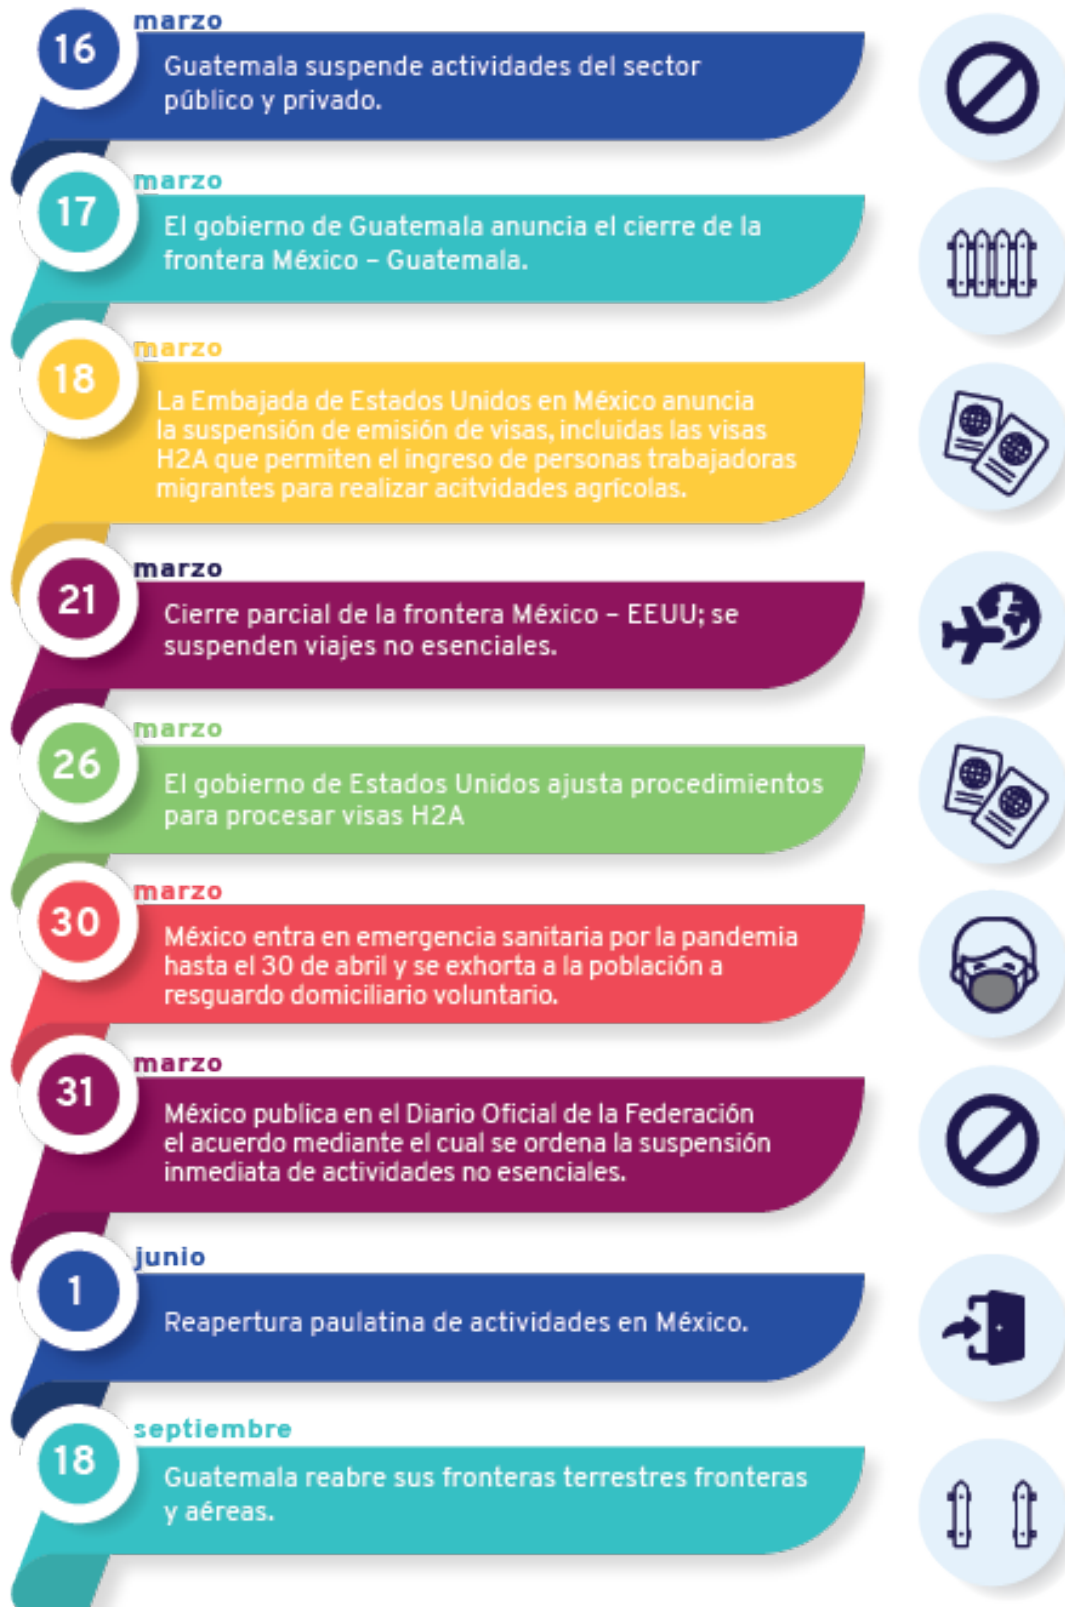 marzo
16
Guatemala suspende actividades del sector
público y privado.
marzo
17
El gobierno de Guatemala anuncia el cierre de la
frontera México – Guatemala.
marzo
18
La Embajada de Estados Unidos en México anuncia
la suspensión de emisión de visas, incluidas las visas
H2A que permiten el ingreso de personas trabajadoras
migrantes para realizar acitvidades agrícolas.
marzo
21
Cierre parcial de la frontera México – EEUU; se
suspenden viajes no esenciales.
marzo
26
El gobierno de Estados Unidos ajusta procedimientos
para procesar visas H2A
marzo
30
México entra en emergencia sanitaria por la pandemia
hasta el 30 de abril y se exhorta a la población a
resguardo domiciliario voluntario.
marzo
31
México publica en el Diario Oficial de la Federación
el acuerdo mediante el cual se ordena la suspensión
inmediata de actividades no esenciales.
junio
1
Reapertura paulatina de actividades en México.
septiembre
18
Guatemala reabre sus fronteras terrestres fronteras
y aéreas.